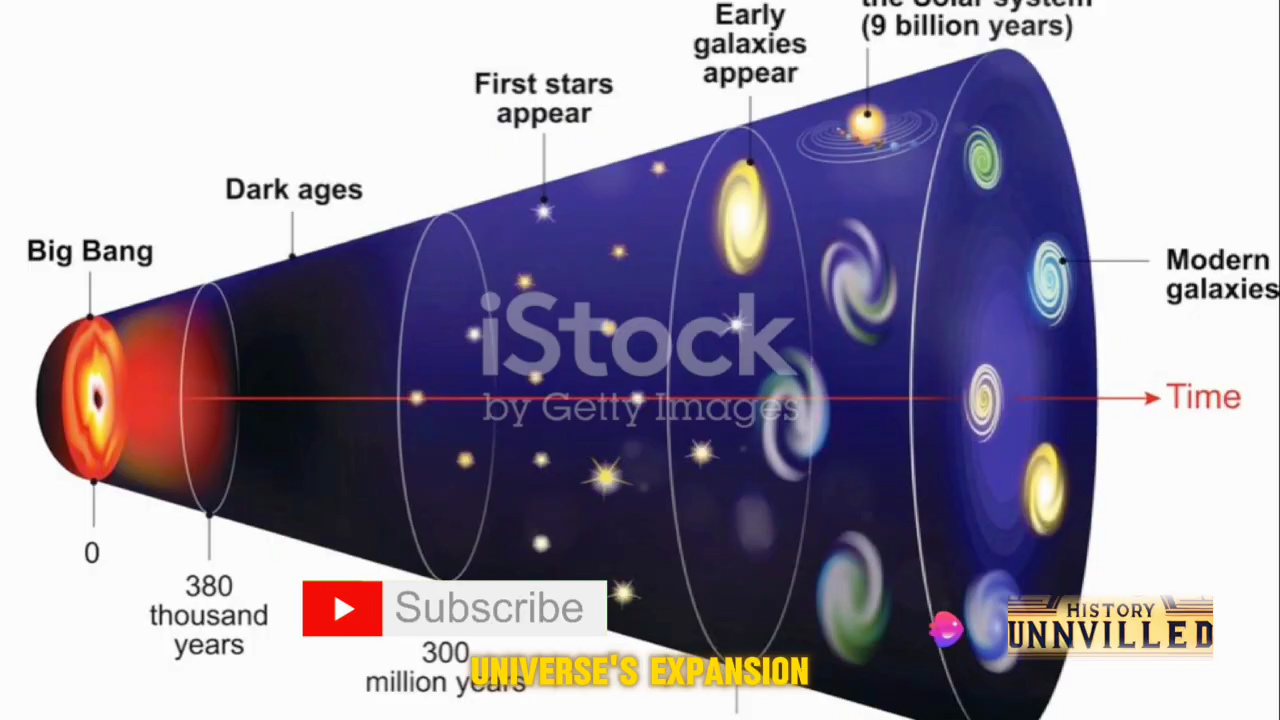 the Solar system
(9 billion years)
Early
galaxies
appear
First stars
appear
Dark ages
Big Bang
Modern
galaxies
iStock
by Getty Images
Time
0
380
thousand
years
Subscribe
HISTORY
UNNVILLED
300
million years
UNIVERSE'S EXPANSION